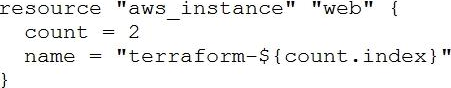 resource "aws_instance" "web" {
  count = 2
  name = "terraform-${count.index}"
}